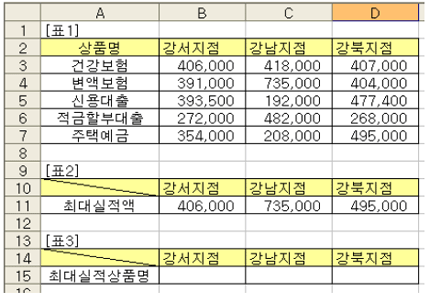 A B C D
1 [표1]
2 상품명 강서지점 강남지점 강북지점
3 건강보험 406,000 418,000 407,000
4 변액보험 391,000 735,000 404,000
5 신용대출 393,500 192,000 477,400
6 적금할부대출 272,000 482,000 268,000
7 주택예금 354,000 208,000 495,000
8
9 [표2]
10 강서지점 강남지점 강북지점
11 최대실적액 406,000 735,000 495,000
12
13 [표3]
14 강서지점 강남지점 강북지점
15 최대실적상품명
16